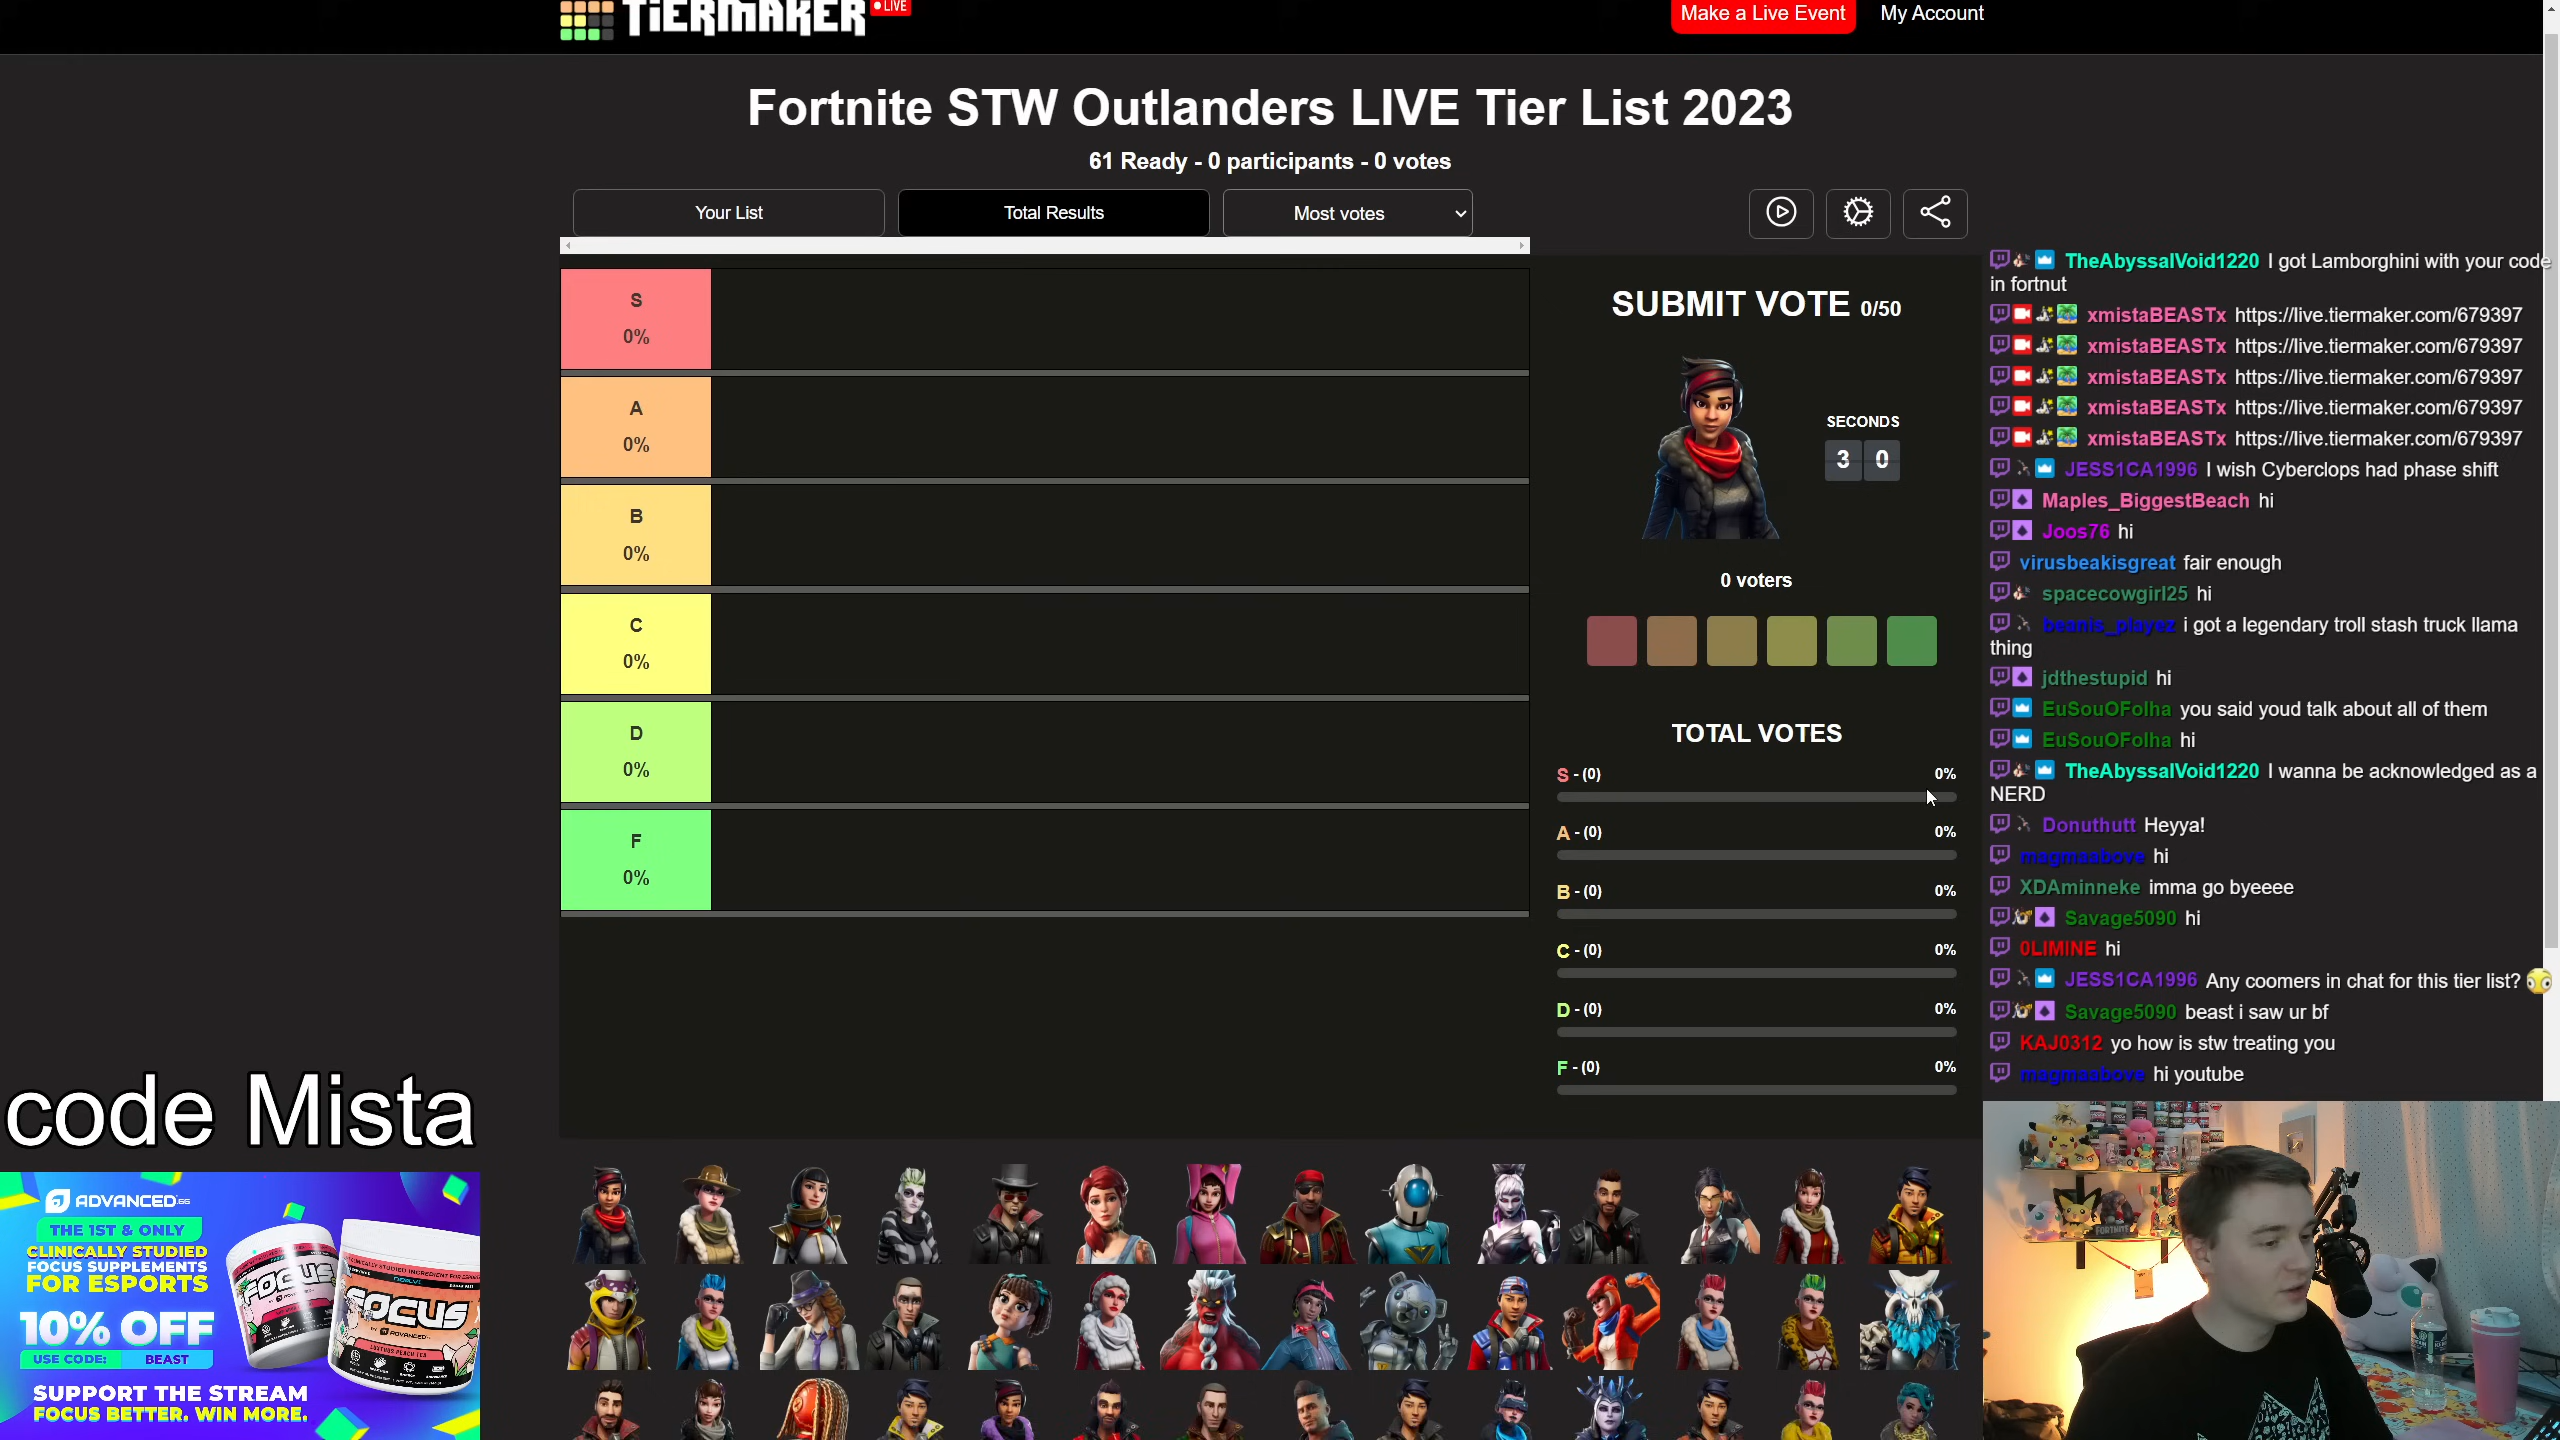 TiERMAKER LIVE
Make a Live Event My Account
Fortnite STW Outlanders LIVE Tier List 2023
61 Ready - 0 participants - 0 votes
Your List Total Results Most votes
S
0%
A
0%
B
0%
C
0%
D
0%
F
0%
SUBMIT VOTE 0/50
SECONDS
3 0
0 voters
TOTAL VOTES
S - (0) 0%
A - (0) 0%
B - (0) 0%
C - (0) 0%
D - (0) 0%
F - (0) 0%
TheAbyssalVoid1220 I got Lamborghini with your code
in fortnut
xmistaBEASTx https://live.tiermaker.com/679397
xmistaBEASTx https://live.tiermaker.com/679397
xmistaBEASTx https://live.tiermaker.com/679397
xmistaBEASTx https://live.tiermaker.com/679397
xmistaBEASTx https://live.tiermaker.com/679397
JESS1CA1996 I wish Cyberclops had phase shift
Maples_BiggestBeach hi
Joos76 hi
virusbeakisgreat fair enough
spacecowgirl25 hi
beanis_playez i got a legendary troll stash truck llama
thing
jdthestupid hi
EuSouOFolha you said youd talk about all of them
EuSouOFolha hi
TheAbyssalVoid1220 I wanna be acknowledged as a
NERD
Donuthutt Heyya!
magmaabove hi
XDAminneke imma go byeeee
Savage5090 hi
0LIMINE hi
JESS1CA1996 Any coomers in chat for this tier list?
Savage5090 beast i saw ur bf
KAJ0312 yo how is stw treating you
magmaabove hi youtube
code Mista
ADVANCED.GG
THE 1ST & ONLY
CLINICALLY STUDIED
FOCUS SUPPLEMENTS
FOR ESPORTS
10% OFF
USE CODE: BEAST
SUPPORT THE STREAM
FOCUS BETTER. WIN MORE.
FOCUS
FOCUS
ADVANCED
FORTNITE